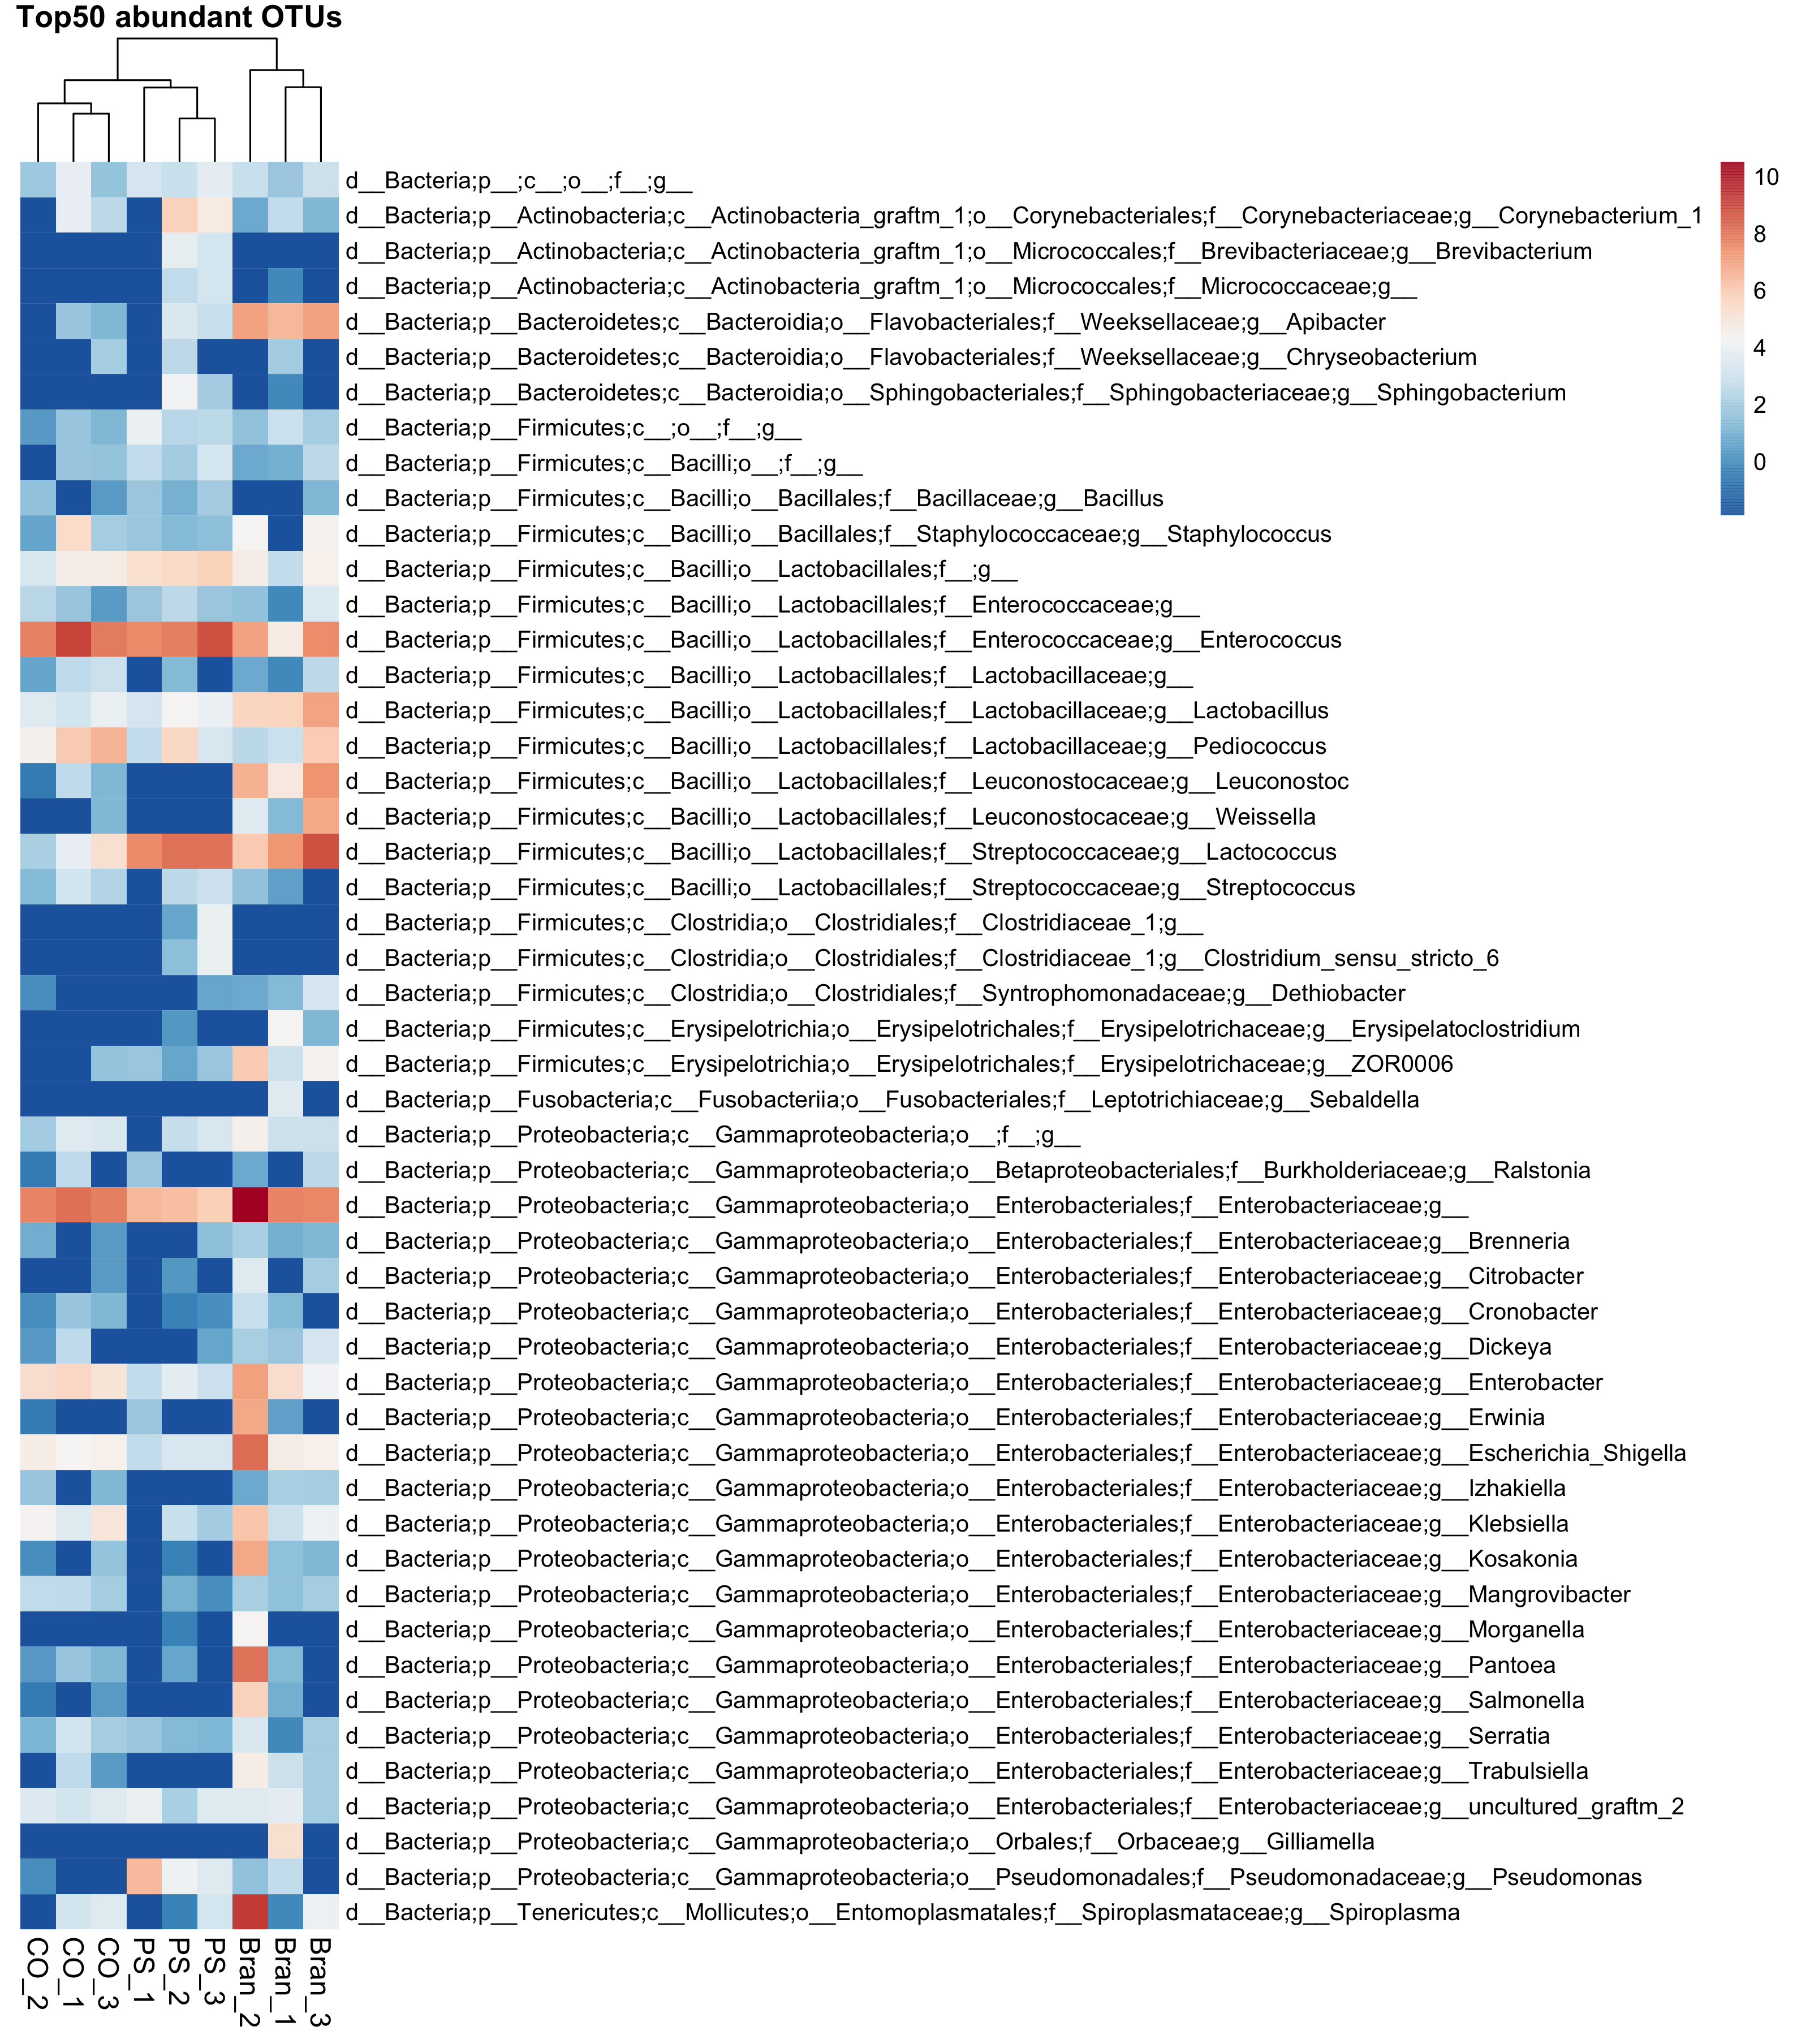 Top50 abundant OTUs
d__Bacteria;p__;c__;o__;f__;g__
d__Bacteria;p__Actinobacteria;c__Actinobacteria_graftm_1;o__Corynebacteriales;f__Corynebacteriaceae;g__Corynebacterium_1
d__Bacteria;p__Actinobacteria;c__Actinobacteria_graftm_1;o__Micrococcales;f__Brevibacteriaceae;g__Brevibacterium
d__Bacteria;p__Actinobacteria;c__Actinobacteria_graftm_1;o__Micrococcales;f__Micrococcaceae;g__
d__Bacteria;p__Bacteroidetes;c__Bacteroidia;o__Flavobacteriales;f__Weeksellaceae;g__Apibacter
d__Bacteria;p__Bacteroidetes;c__Bacteroidia;o__Flavobacteriales;f__Weeksellaceae;g__Chryseobacterium
d__Bacteria;p__Bacteroidetes;c__Bacteroidia;o__Sphingobacteriales;f__Sphingobacteriaceae;g__Sphingobacterium
d__Bacteria;p__Firmicutes;c__;o__;f__;g__
d__Bacteria;p__Firmicutes;c__Bacilli;o__;f__;g__
d__Bacteria;p__Firmicutes;c__Bacilli;o__Bacillales;f__Bacillaceae;g__Bacillus
d__Bacteria;p__Firmicutes;c__Bacilli;o__Bacillales;f__Staphylococcaceae;g__Staphylococcus
d__Bacteria;p__Firmicutes;c__Bacilli;o__Lactobacillales;f__;g__
d__Bacteria;p__Firmicutes;c__Bacilli;o__Lactobacillales;f__Enterococcaceae;g__
d__Bacteria;p__Firmicutes;c__Bacilli;o__Lactobacillales;f__Enterococcaceae;g__Enterococcus
d__Bacteria;p__Firmicutes;c__Bacilli;o__Lactobacillales;f__Lactobacillaceae;g__
d__Bacteria;p__Firmicutes;c__Bacilli;o__Lactobacillales;f__Lactobacillaceae;g__Lactobacillus
d__Bacteria;p__Firmicutes;c__Bacilli;o__Lactobacillales;f__Lactobacillaceae;g__Pediococcus
d__Bacteria;p__Firmicutes;c__Bacilli;o__Lactobacillales;f__Leuconostocaceae;g__Leuconostoc
d__Bacteria;p__Firmicutes;c__Bacilli;o__Lactobacillales;f__Leuconostocaceae;g__Weissella
d__Bacteria;p__Firmicutes;c__Bacilli;o__Lactobacillales;f__Streptococcaceae;g__Lactococcus
d__Bacteria;p__Firmicutes;c__Bacilli;o__Lactobacillales;f__Streptococcaceae;g__Streptococcus
d__Bacteria;p__Firmicutes;c__Clostridia;o__Clostridiales;f__Clostridiaceae_1;g__
d__Bacteria;p__Firmicutes;c__Clostridia;o__Clostridiales;f__Clostridiaceae_1;g__Clostridium_sensu_stricto_6
d__Bacteria;p__Firmicutes;c__Clostridia;o__Clostridiales;f__Syntrophomonadaceae;g__Dethiobacter
d__Bacteria;p__Firmicutes;c__Erysipelotrichia;o__Erysipelotrichales;f__Erysipelotrichaceae;g__Erysipelatoclostridium
d__Bacteria;p__Firmicutes;c__Erysipelotrichia;o__Erysipelotrichales;f__Erysipelotrichaceae;g__ZOR0006
d__Bacteria;p__Fusobacteria;c__Fusobacteriia;o__Fusobacteriales;f__Leptotrichiaceae;g__Sebaldella
d__Bacteria;p__Proteobacteria;c__Gammaproteobacteria;o__;f__;g__
d__Bacteria;p__Proteobacteria;c__Gammaproteobacteria;o__Betaproteobacteriales;f__Burkholderiaceae;g__Ralstonia
d__Bacteria;p__Proteobacteria;c__Gammaproteobacteria;o__Enterobacteriales;f__Enterobacteriaceae;g__
d__Bacteria;p__Proteobacteria;c__Gammaproteobacteria;o__Enterobacteriales;f__Enterobacteriaceae;g__Brenneria
d__Bacteria;p__Proteobacteria;c__Gammaproteobacteria;o__Enterobacteriales;f__Enterobacteriaceae;g__Citrobacter
d__Bacteria;p__Proteobacteria;c__Gammaproteobacteria;o__Enterobacteriales;f__Enterobacteriaceae;g__Cronobacter
d__Bacteria;p__Proteobacteria;c__Gammaproteobacteria;o__Enterobacteriales;f__Enterobacteriaceae;g__Dickeya
d__Bacteria;p__Proteobacteria;c__Gammaproteobacteria;o__Enterobacteriales;f__Enterobacteriaceae;g__Enterobacter
d__Bacteria;p__Proteobacteria;c__Gammaproteobacteria;o__Enterobacteriales;f__Enterobacteriaceae;g__Erwinia
d__Bacteria;p__Proteobacteria;c__Gammaproteobacteria;o__Enterobacteriales;f__Enterobacteriaceae;g__Escherichia_Shigella
d__Bacteria;p__Proteobacteria;c__Gammaproteobacteria;o__Enterobacteriales;f__Enterobacteriaceae;g__Izhakiella
d__Bacteria;p__Proteobacteria;c__Gammaproteobacteria;o__Enterobacteriales;f__Enterobacteriaceae;g__Klebsiella
d__Bacteria;p__Proteobacteria;c__Gammaproteobacteria;o__Enterobacteriales;f__Enterobacteriaceae;g__Kosakonia
d__Bacteria;p__Proteobacteria;c__Gammaproteobacteria;o__Enterobacteriales;f__Enterobacteriaceae;g__Mangrovibacter
d__Bacteria;p__Proteobacteria;c__Gammaproteobacteria;o__Enterobacteriales;f__Enterobacteriaceae;g__Morganella
d__Bacteria;p__Proteobacteria;c__Gammaproteobacteria;o__Enterobacteriales;f__Enterobacteriaceae;g__Pantoea
d__Bacteria;p__Proteobacteria;c__Gammaproteobacteria;o__Enterobacteriales;f__Enterobacteriaceae;g__Salmonella
d__Bacteria;p__Proteobacteria;c__Gammaproteobacteria;o__Enterobacteriales;f__Enterobacteriaceae;g__Serratia
d__Bacteria;p__Proteobacteria;c__Gammaproteobacteria;o__Enterobacteriales;f__Enterobacteriaceae;g__Trabulsiella
d__Bacteria;p__Proteobacteria;c__Gammaproteobacteria;o__Enterobacteriales;f__Enterobacteriaceae;g__uncultured_graftm_2
d__Bacteria;p__Proteobacteria;c__Gammaproteobacteria;o__Orbales;f__Orbaceae;g__Gilliamella
d__Bacteria;p__Proteobacteria;c__Gammaproteobacteria;o__Pseudomonadales;f__Pseudomonadaceae;g__Pseudomonas
d__Bacteria;p__Tenericutes;c__Mollicutes;o__Entomoplasmatales;f__Spiroplasmataceae;g__Spiroplasma
10
8
6
4
2
0
CO_2
CO_1
CO_3
PS_1
PS_2
PS_3
Bran_2
Bran_1
Bran_3